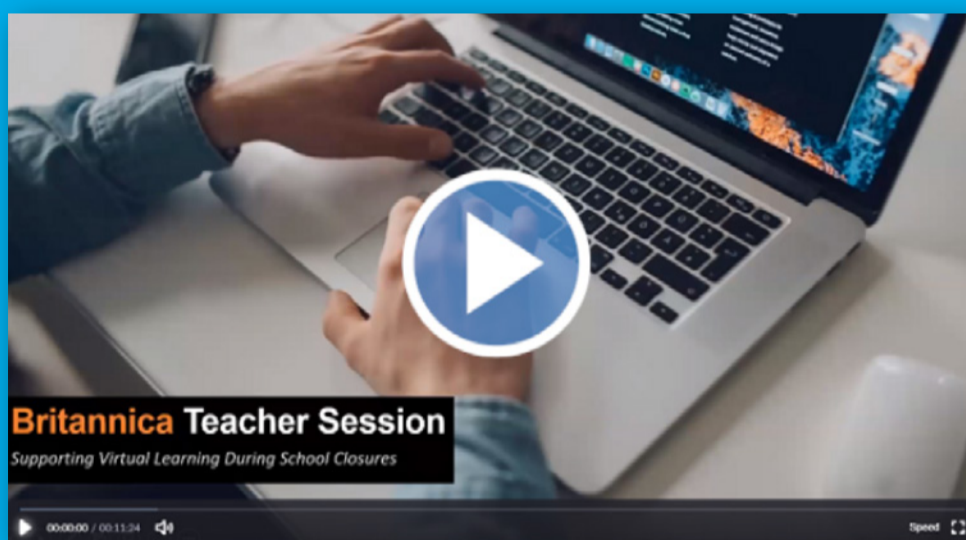 Britannica Teacher Session
Supporting Virtual Learning During School Closures
00:00:00 / 00:11:24
Speed